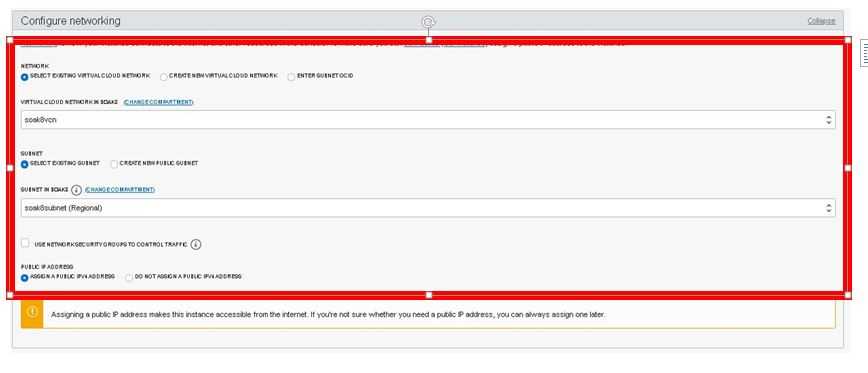 Configure networking
Collapse
NETWORK
SELECT EXISTING VIRTUAL CLOUD NETWORK CREATE NEW VIRTUAL CLOUD NETWORK ENTER SUBNET OCID
VIRTUAL CLOUD NETWORK IN SOAK8 (CHANGE COMPARTMENT)
soak8vcn
SUBNET
SELECT EXISTING SUBNET CREATE NEW PUBLIC SUBNET
SUBNET IN SOAK8 (CHANGE COMPARTMENT)
soak8subnet (Regional)
USE NETWORK SECURITY GROUPS TO CONTROL TRAFFIC
PUBLIC IP ADDRESS
ASSIGN A PUBLIC IPV4 ADDRESS DO NOT ASSIGN A PUBLIC IPV4 ADDRESS
Assigning a public IP address makes this instance accessible from the internet. If you're not sure whether you need a public IP address, you can always assign one later.